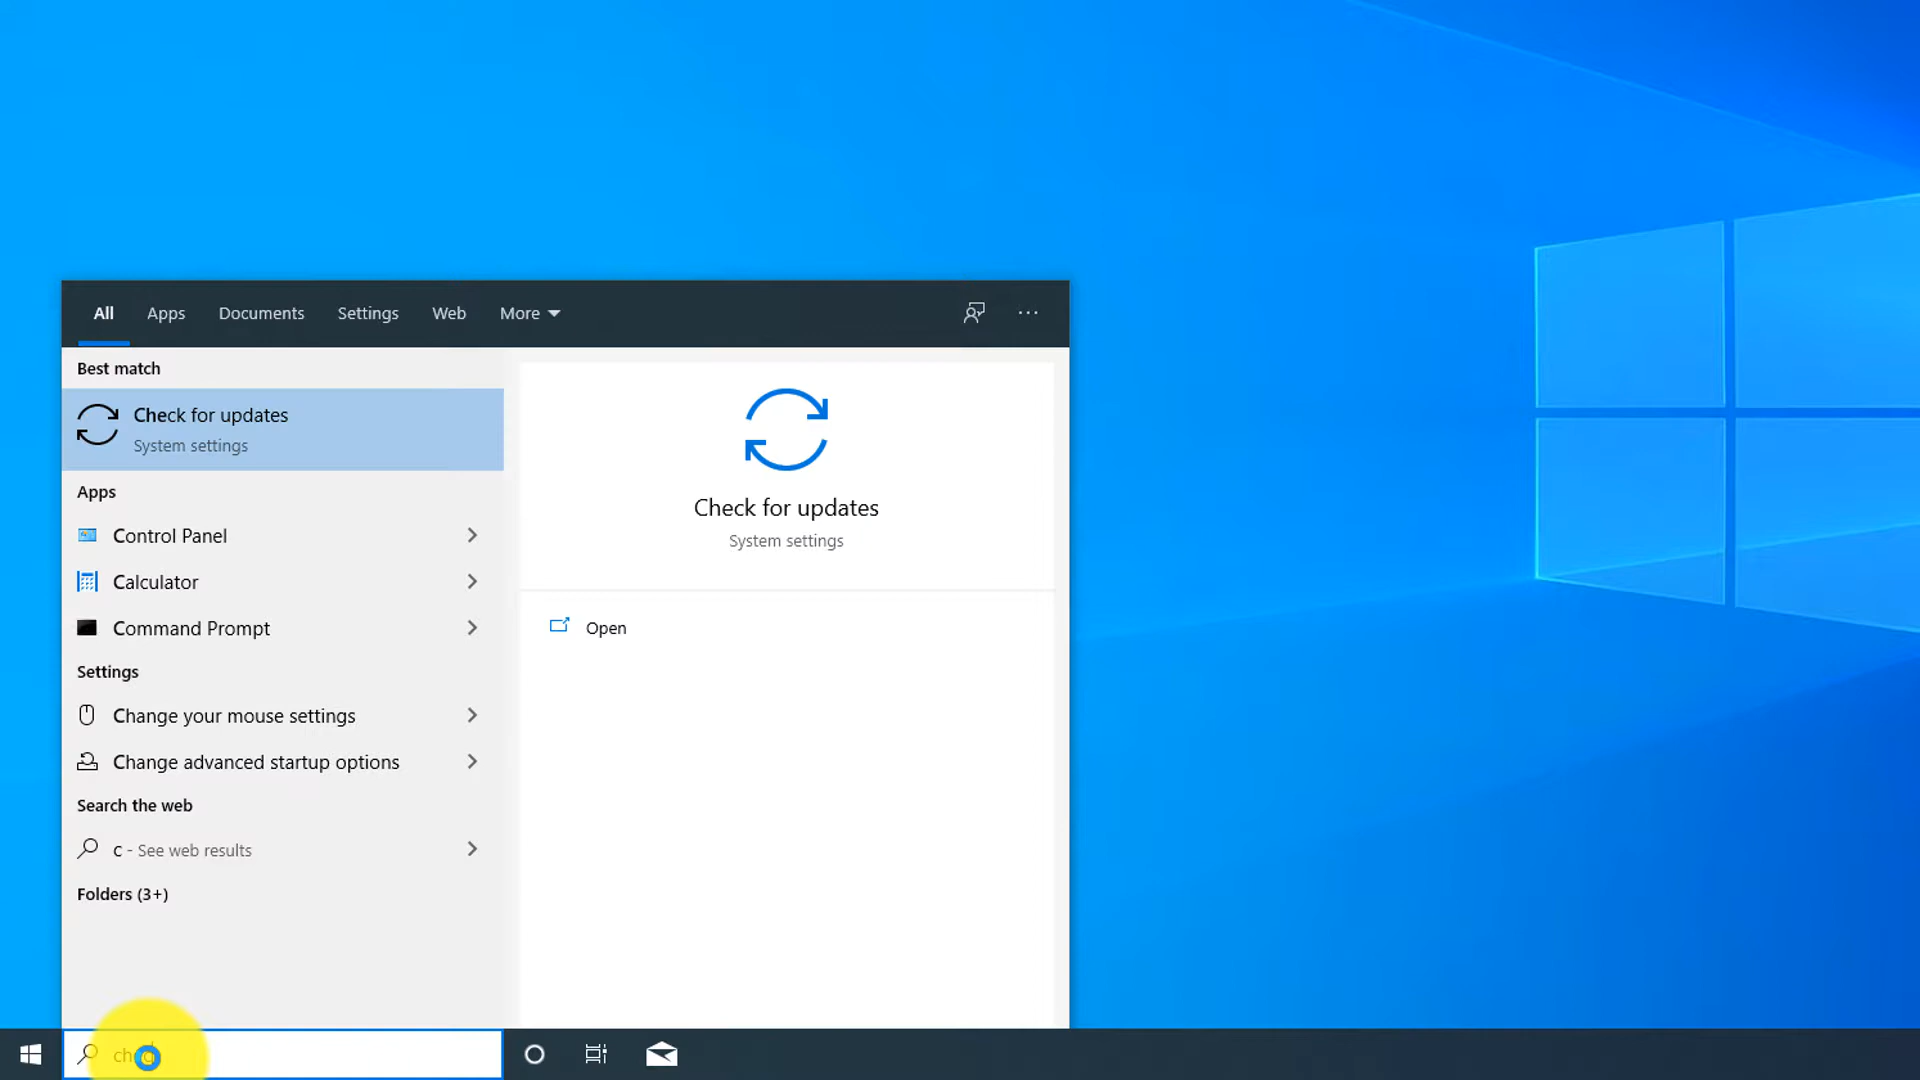 All Apps Documents Settings Web More
Best match
Check for updates
System settings
Apps
Control Panel
Calculator
Command Prompt
Settings
Change your mouse settings
Change advanced startup options
Search the web
c - See web results
Folders (3+)
Check for updates
System settings
Open